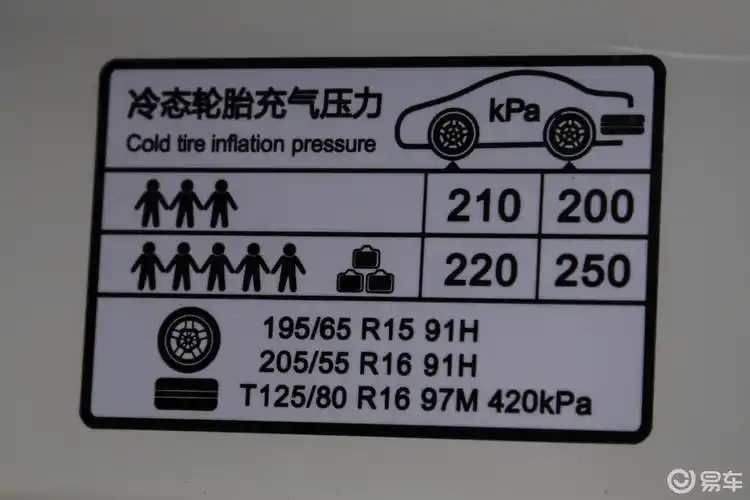 冷态轮胎充气压力
Cold tire inflation pressure
kPa
210 200
220 250
195/65 R15 91H
205/55 R16 91H
T125/80 R16 97M 420kPa
易车